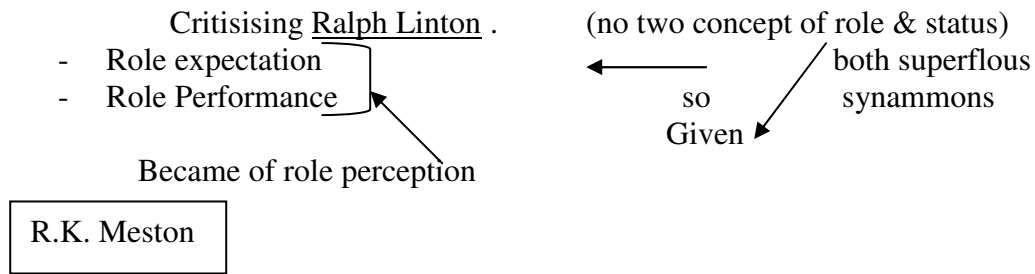 Critisising Ralph Linton . (no two concept of role & status)
- Role expectation both superflous
- Role Performance so synammons
Given
Became of role perception
R.K. Meston